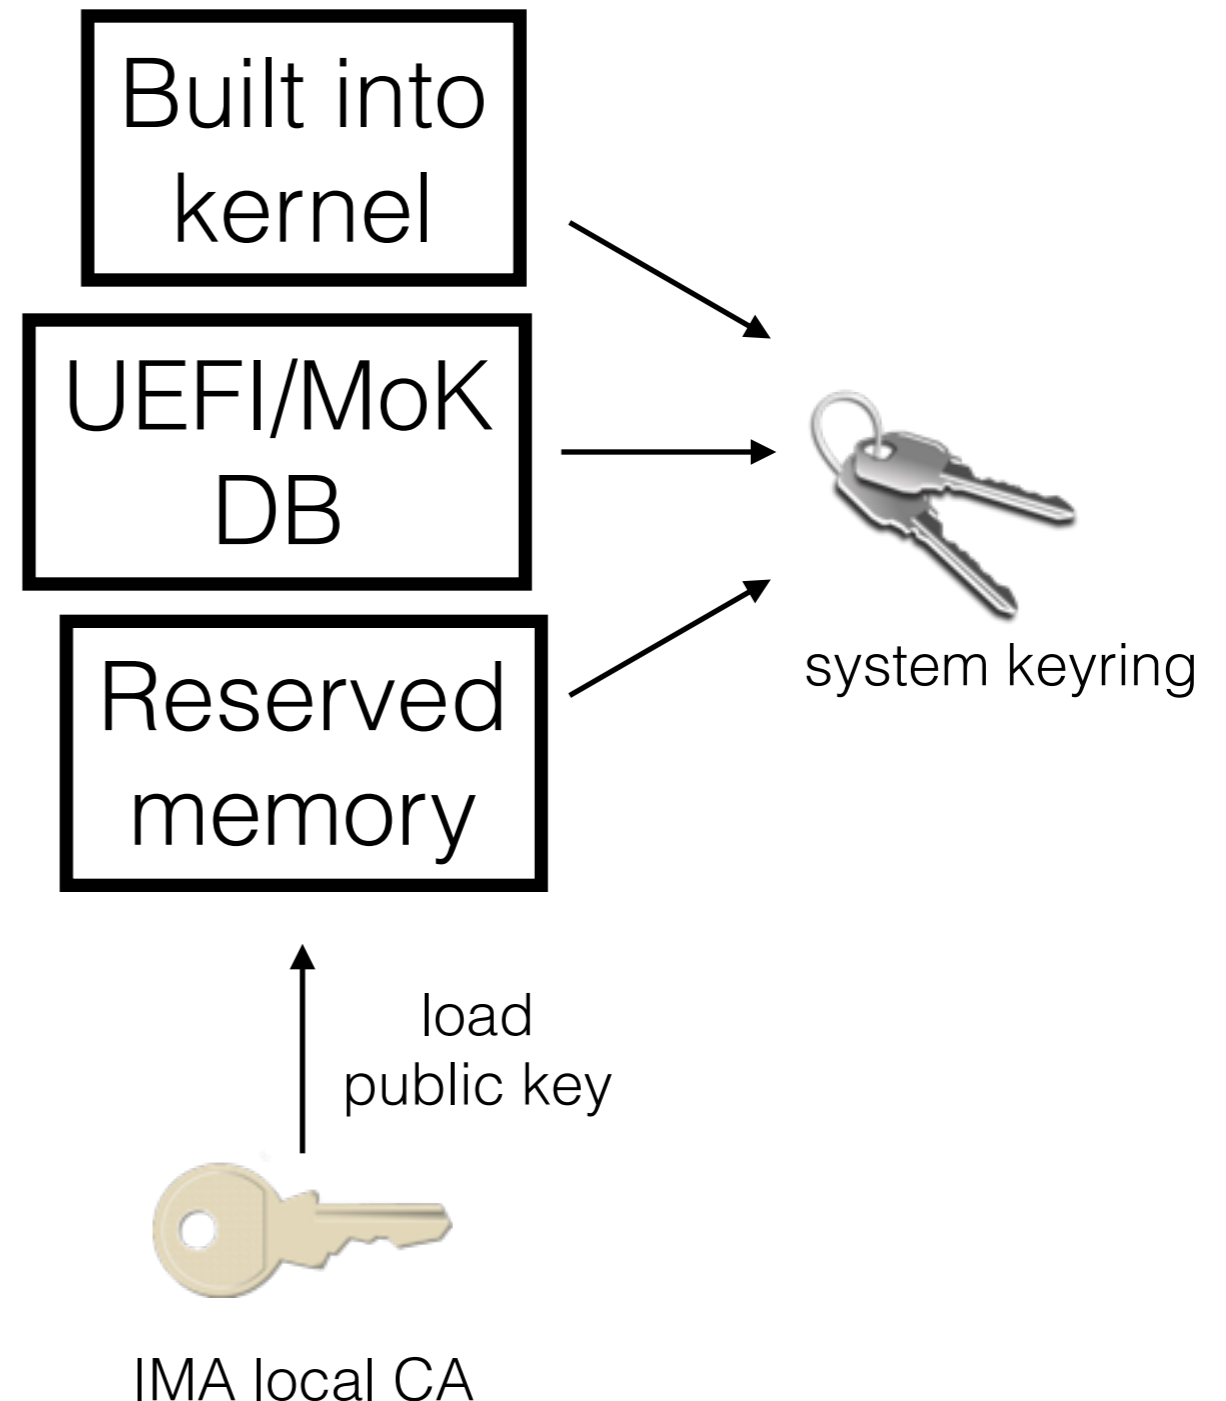 Built into
kernel
UEFI/MoK
DB
Reserved
memory
system keyring
load
public key
IMA local CA